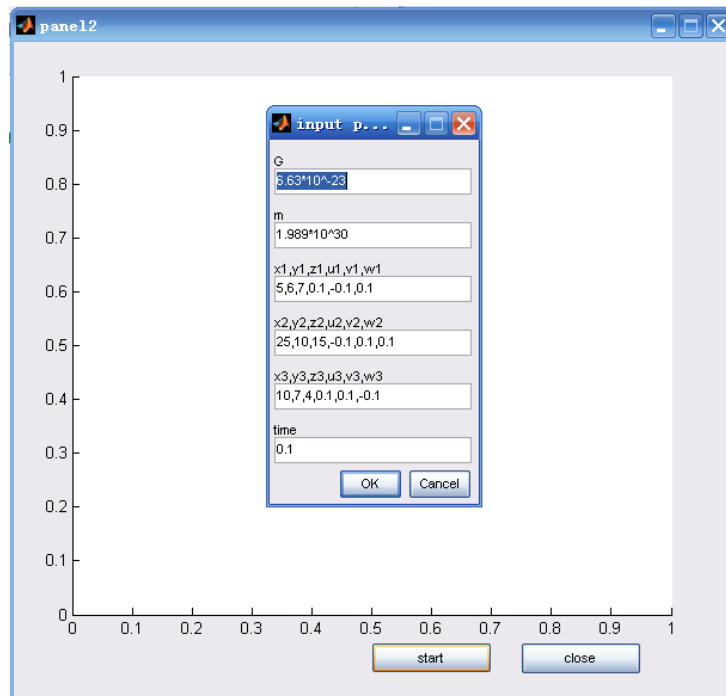 panel2
input p...
G
6.63*10^-23
m
1.989*10^30
x1,y1,z1,u1,v1,w1
5,6,7,0.1,-0.1,0.1
x2,y2,z2,u2,v2,w2
25,10,15,-0.1,0.1,0.1
x3,y3,z3,u3,v3,w3
10,7,4,0.1,0.1,-0.1
time
0.1
OK Cancel
1
0.9
0.8
0.7
0.6
0.5
0.4
0.3
0.2
0.1
0
0 0.1 0.2 0.3 0.4 0.5 0.6 0.7 0.8 0.9 1
start close